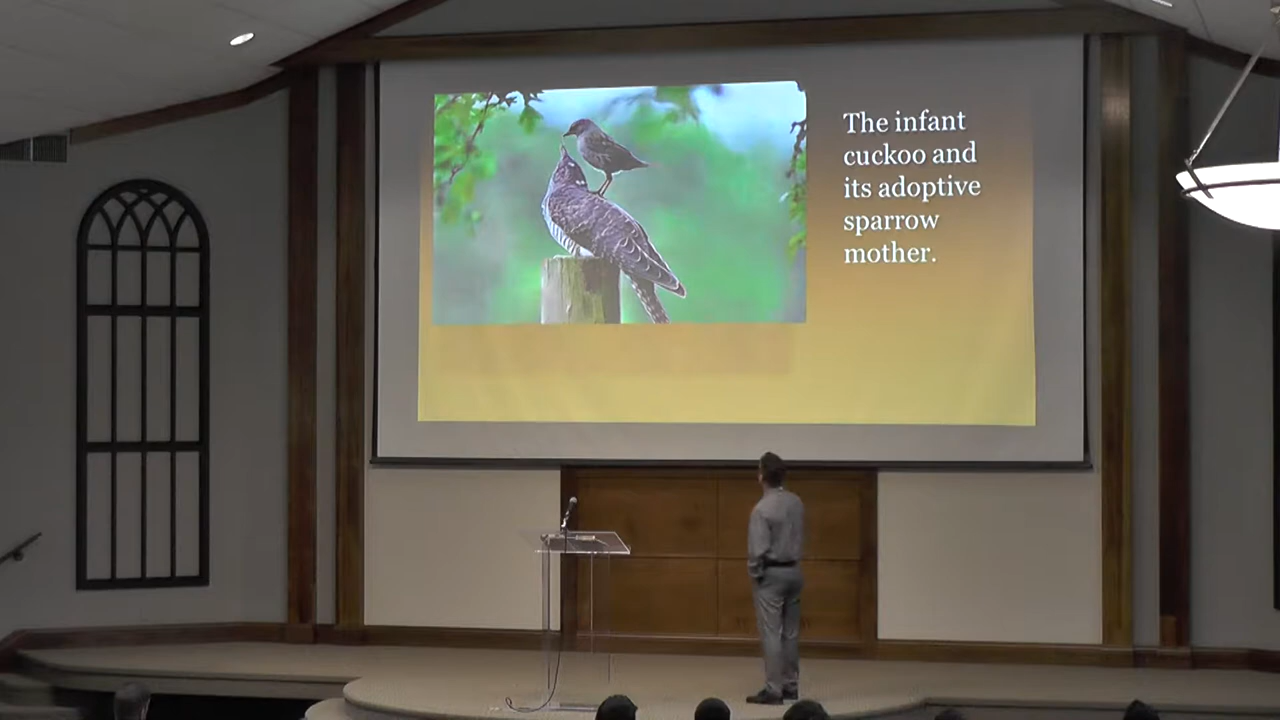 The infant
cuckoo and
its adoptive
sparrow
mother.